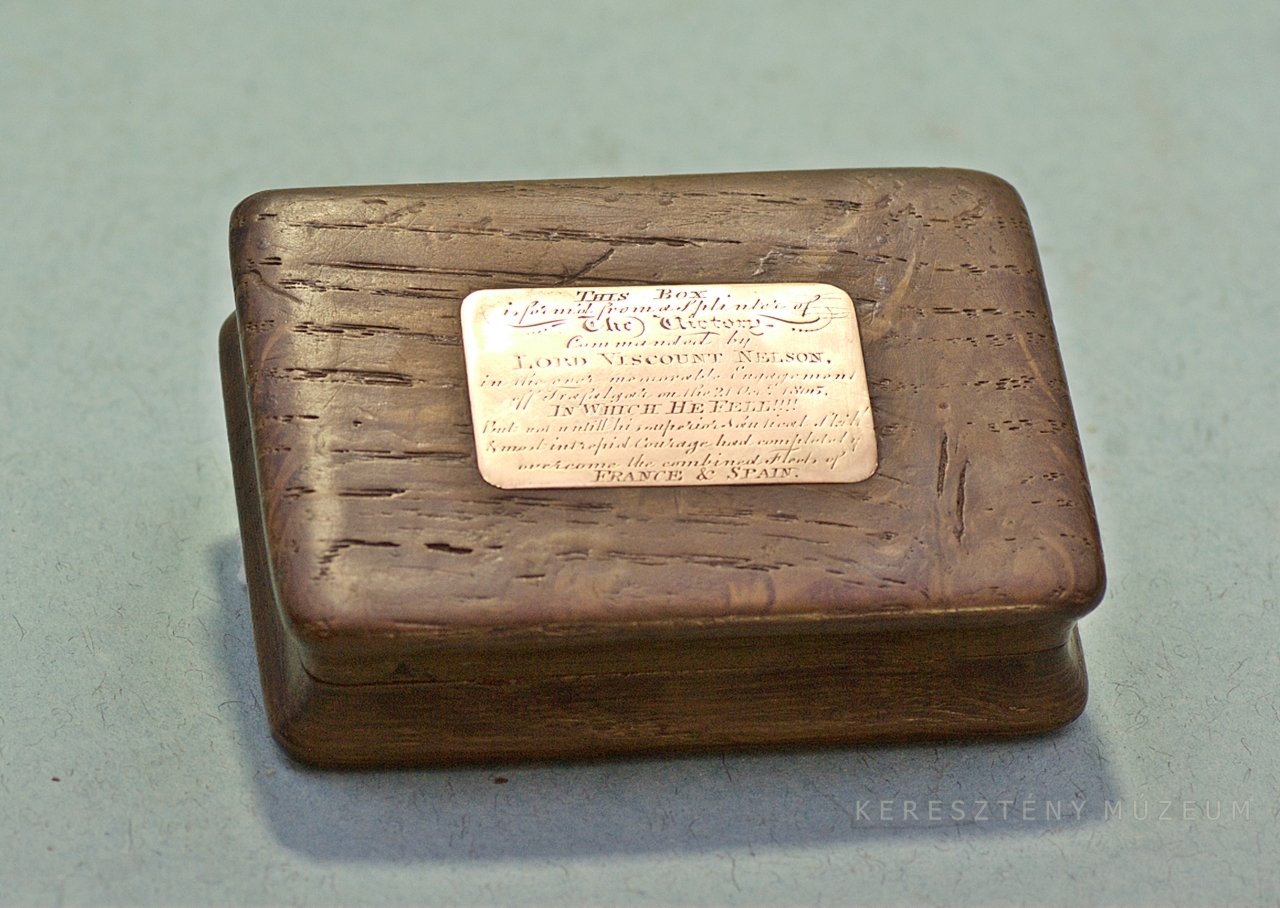 THIS BOX
is form'd from a Splinter of
The Victory
Commanded by
LORD VISCOUNT NELSON,
in the ever memorable Engagement
off Trafalgar on the 21 Oct.r 1805,
IN WHICH HE FELL!!!!
But not untill his superior Nautical Skill
& most intrepid Courage had completely
overcome the combined Fleets of
FRANCE & SPAIN.
KERESZTÉNY MÚZEUM